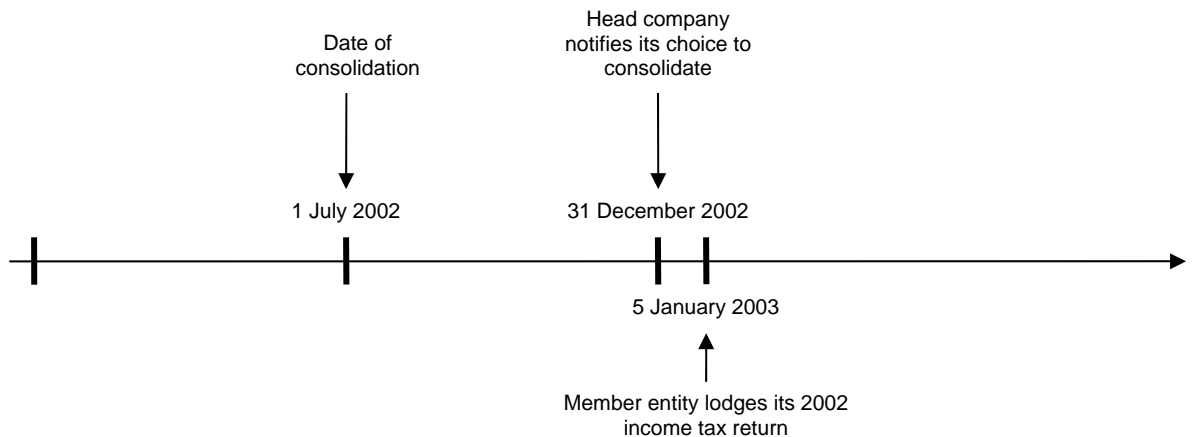 Date of
consolidation
Head company
notifies its choice to
consolidate
1 July 2002
31 December 2002
5 January 2003
Member entity lodges its 2002
income tax return